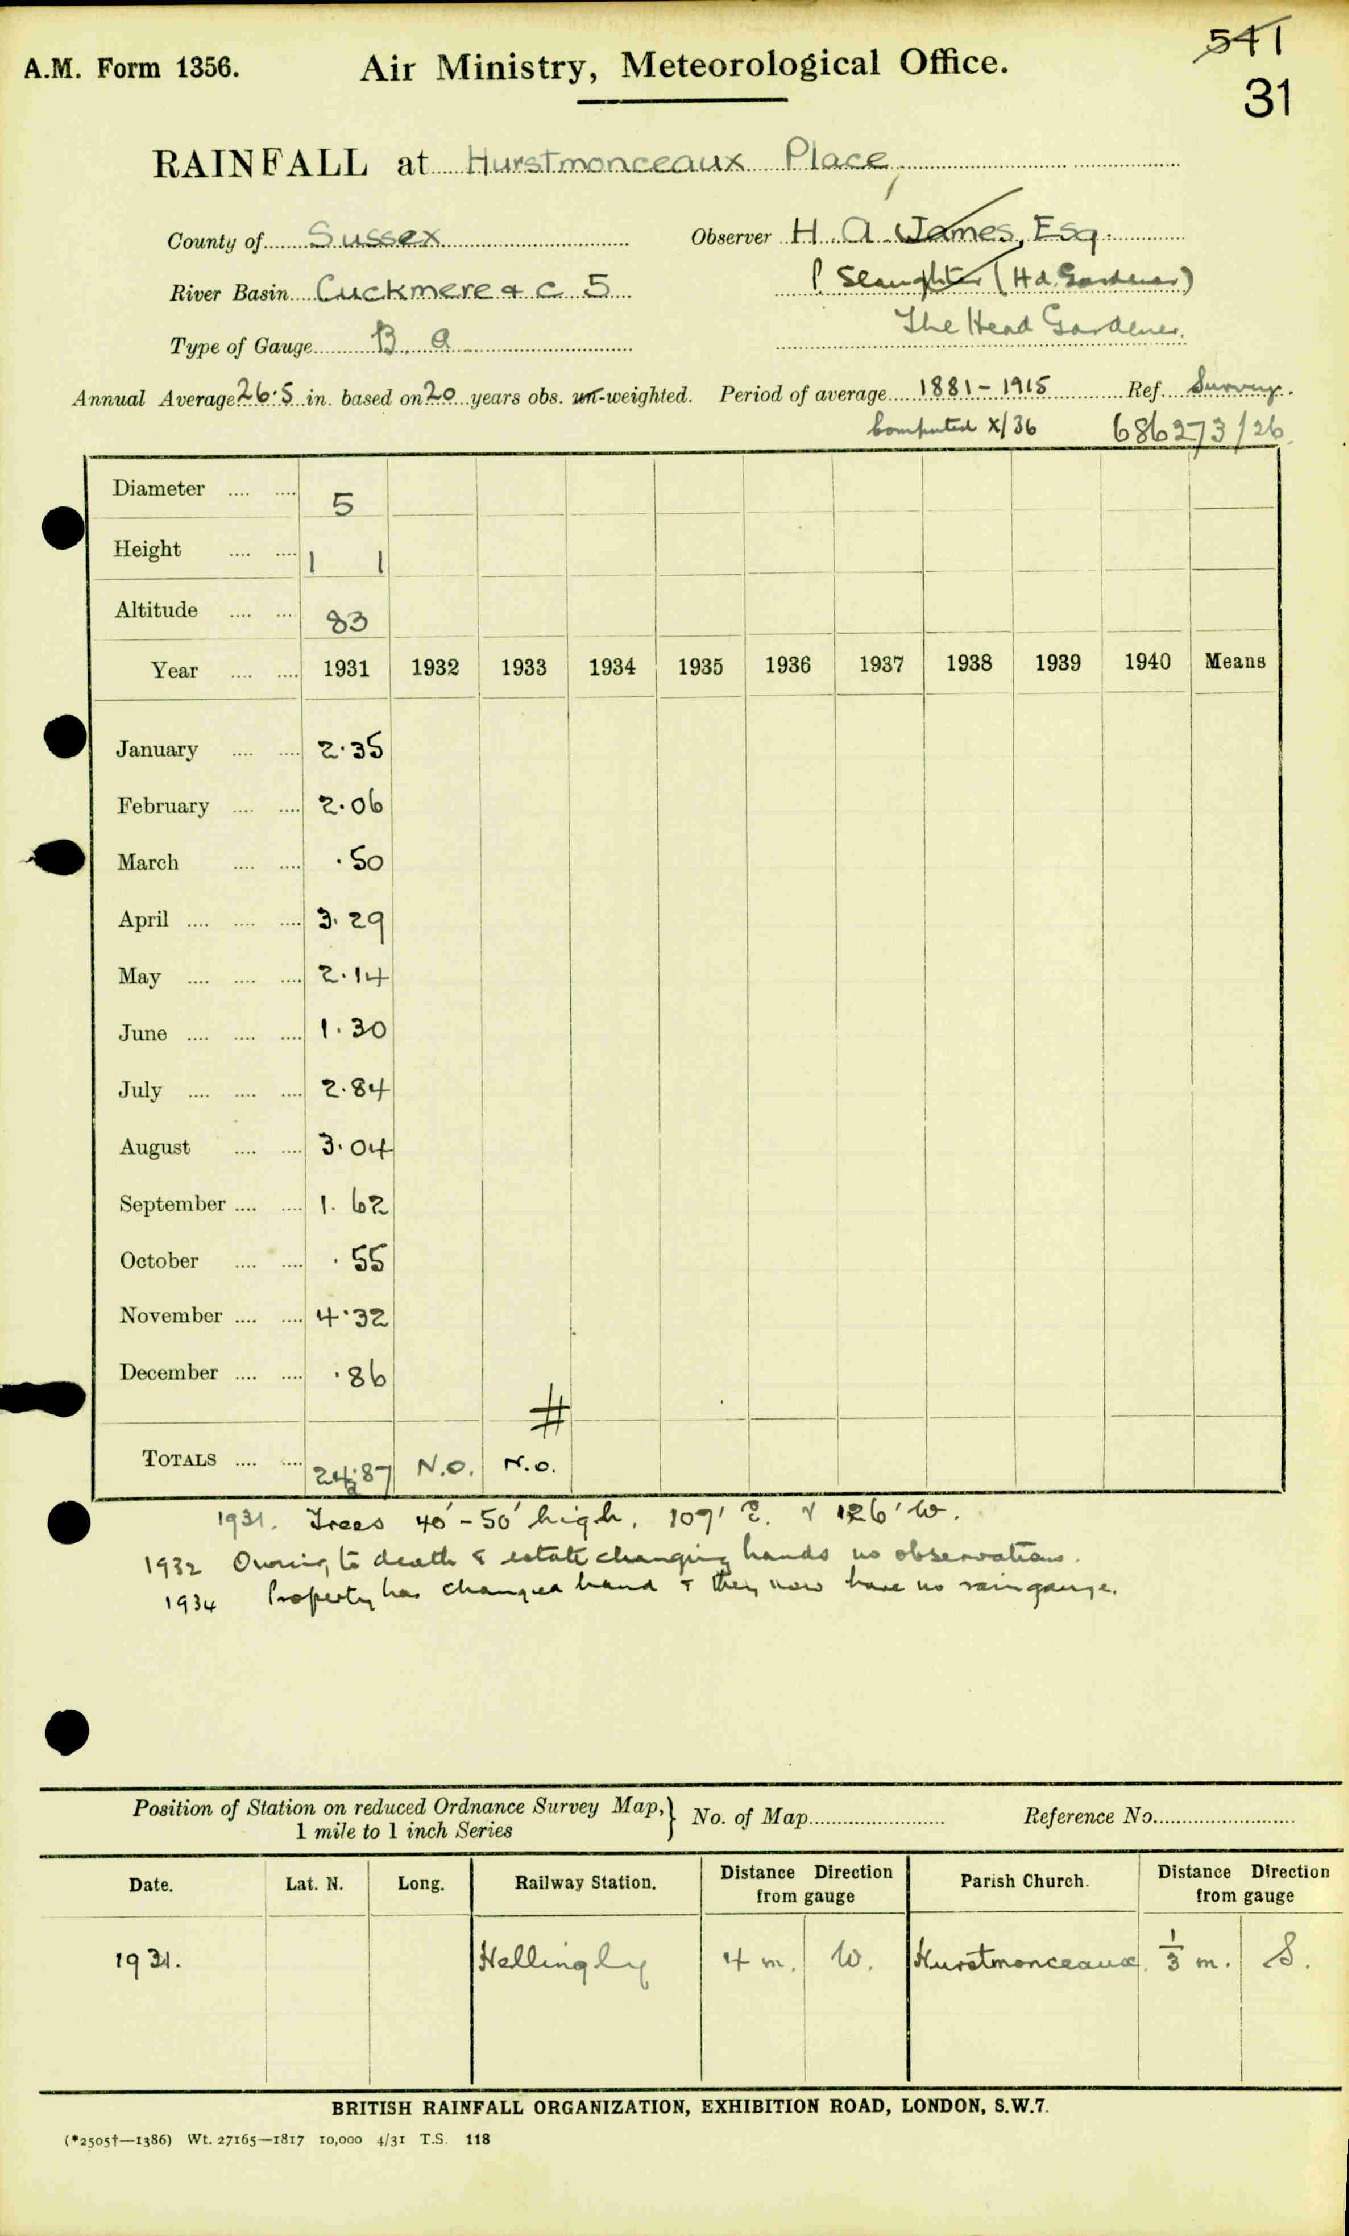 541
A.M. Form 1356. Air Ministry, Meteorological Office.
31
RAINFALL at Hurstmonceaux Place,
County of Sussex Observer H. A. James, Esq.
River Basin Cuckmere & c 5 P. Slaughter (Hd. Gardener)
The Head Gardener.
Type of Gauge B a
Annual Average 26.5 in. based on 20 years obs. un-weighted. Period of average 1881-1915 Ref. Survey.
Computed X/36 686273/26.
Diameter .... .... 5
Height .... .... 1 1
Altitude .... .... 83
Year .... .... 1931 1932 1933 1934 1935 1936 1937 1938 1939 1940 Means
January .... .... 2.35
February .... .... 2.06
March .... .... .50
April .... .... .... 3.29
May .... .... .... 2.14
June .... .... .... 1.30
July .... .... .... 2.84
August .... .... 3.04
September .... .... 1.62
October .... .... .55
November .... .... 4.32
December .... .... .86
#
TOTALS .... .... 24.87 N.O. N.O.
1931. Trees 40' - 50' high, 109' E. & 126' W.
1932 Owing to death & estate changing hands no observations.
1934 Property has changed hand & they now have no raingauge.
Position of Station on reduced Ordnance Survey Map, } No. of Map Reference No.
1 mile to 1 inch Series
Date. Lat. N. Long. Railway Station. Distance Direction from gauge Parish Church. Distance Direction from gauge
1931. Hellingly 4 m. W. Hurstmonceaux. 1/3 m. S.
BRITISH RAINFALL ORGANIZATION, EXHIBITION ROAD, LONDON, S.W.7.
(*2505†—1386) Wt. 27165—1817 10,000 4/31 T.S. 118